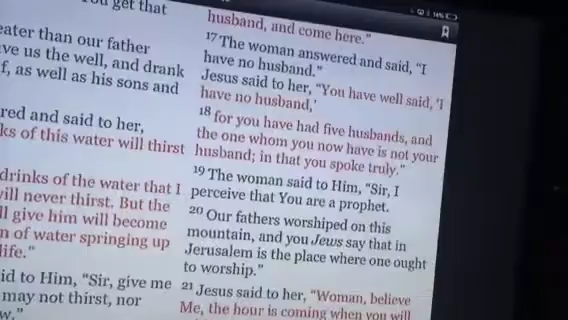 ou get that
eater than our father
ve us the well, and drank
f, as well as his sons and
red and said to her,
ks of this water will thirst
drinks of the water that I
will never thirst. But the
ll give him will become
n of water springing up
life."
id to Him, "Sir, give me
may not thirst, nor
w."
14%
husband, and come here."
17 The woman answered and said, "I
have no husband."
Jesus said to her, "You have well said, 'I
have no husband,'
18 for you have had five husbands, and
the one whom you now have is not your
husband; in that you spoke truly."
19 The woman said to Him, "Sir, I
perceive that You are a prophet.
20 Our fathers worshiped on this
mountain, and you Jews say that in
Jerusalem is the place where one ought
to worship."
21 Jesus said to her, "Woman, believe
Me, the hour is coming when you will